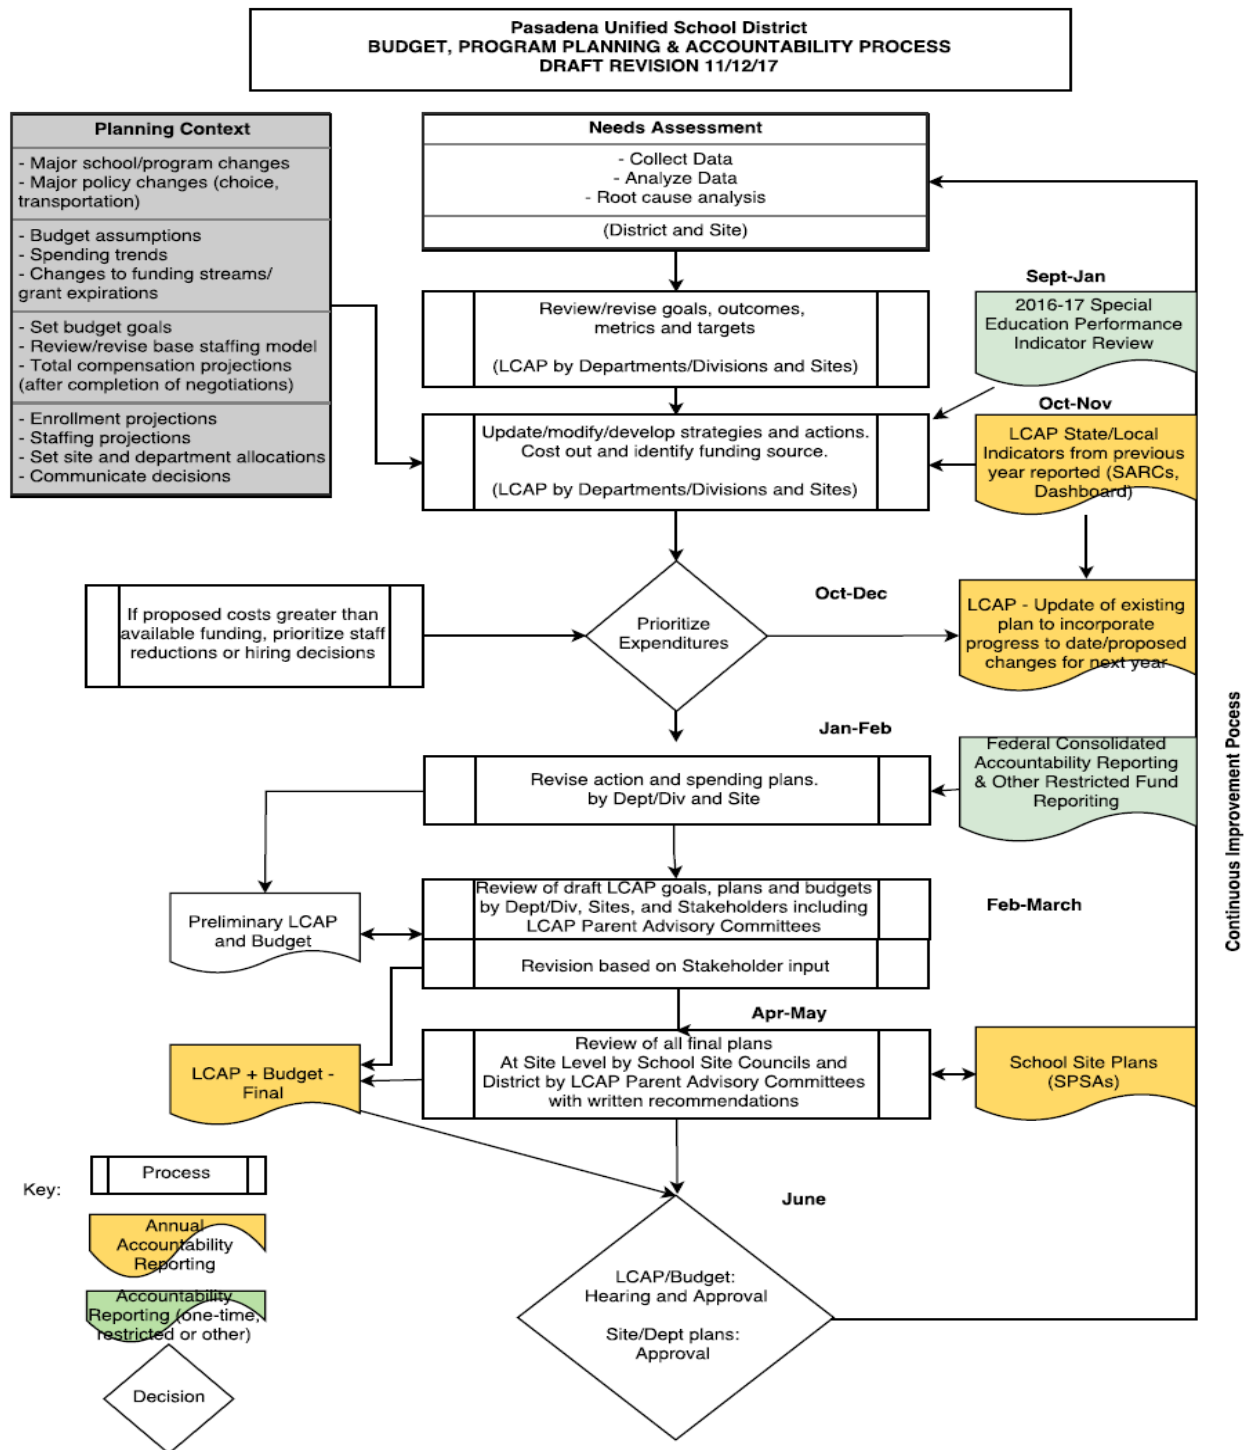 Pasadena Unified School District
BUDGET, PROGRAM PLANNING & ACCOUNTABILITY PROCESS
DRAFT REVISION 11/12/17
Planning Context
- Major school/program changes
- Major policy changes (choice,
transportation)
- Budget assumptions
- Spending trends
- Changes to funding streams/
grant expirations
- Set budget goals
- Review/revise base staffing model
- Total compensation projections
(after completion of negotiations)
- Enrollment projections
- Staffing projections
- Set site and department allocations
- Communicate decisions
Needs Assessment
- Collect Data
- Analyze Data
- Root cause analysis
(District and Site)
Sept-Jan
Review/revise goals, outcomes,
metrics and targets
(LCAP by Departments/Divisions and Sites)
2016-17 Special
Education Performance
Indicator Review
Oct-Nov
Update/modify/develop strategies and actions.
Cost out and identify funding source.
(LCAP by Departments/Divisions and Sites)
LCAP State/Local
Indicators from previous
year reported (SARCs,
Dashboard)
If proposed costs greater than
available funding, prioritize staff
reductions or hiring decisions
Prioritize
Expenditures
Oct-Dec
LCAP - Update of existing
plan to incorporate
progress to date/proposed
changes for next year
Jan-Feb
Revise action and spending plans.
by Dept/Div and Site
Federal Consolidated
Accountability Reporting
& Other Restricted Fund
Reporiting
Continuous Improvement Pocess
Preliminary LCAP
and Budget
Review of draft LCAP goals, plans and budgets
by Dept/Div, Sites, and Stakeholders including
LCAP Parent Advisory Committees
Feb-March
Revision based on Stakeholder input
Apr-May
LCAP + Budget -
Final
Review of all final plans
At Site Level by School Site Councils and
District by LCAP Parent Advisory Committees
with written recommendations
School Site Plans
(SPSAs)
June
LCAP/Budget:
Hearing and Approval
Site/Dept plans:
Approval
Key:
Process
Annual
Accountability
Reporting
Accountability
Reporting (one-time,
restricted or other)
Decision